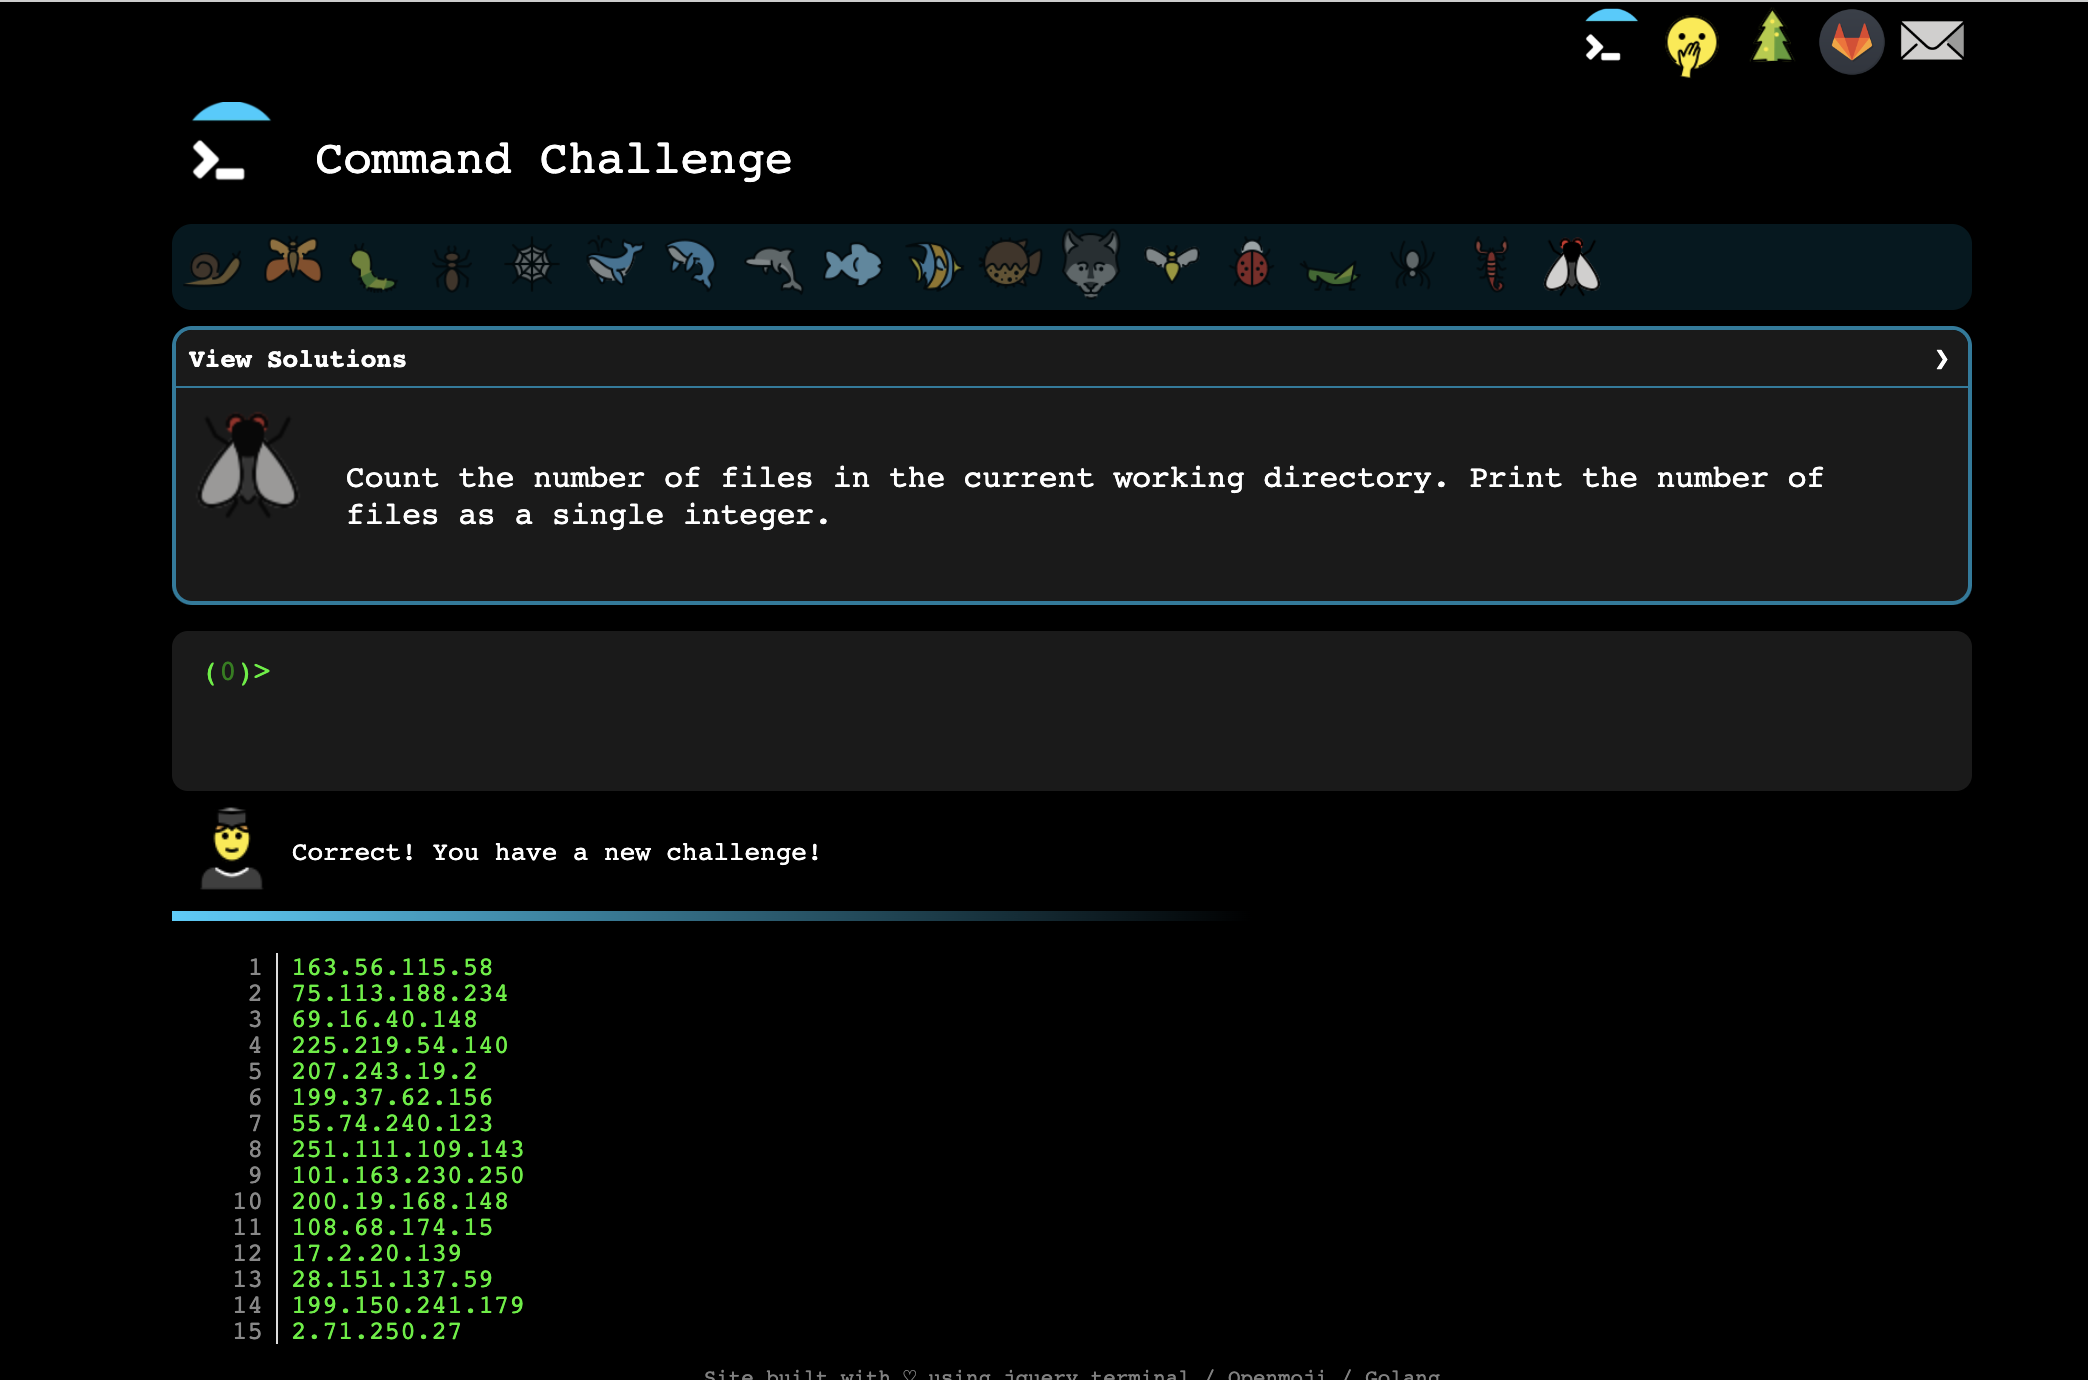 Command Challenge
View Solutions ❯
Count the number of files in the current working directory. Print the number of
files as a single integer.
(0)>
Correct! You have a new challenge!
1 163.56.115.58
2 75.113.188.234
3 69.16.40.148
4 225.219.54.140
5 207.243.19.2
6 199.37.62.156
7 55.74.240.123
8 251.111.109.143
9 101.163.230.250
10 200.19.168.148
11 108.68.174.15
12 17.2.20.139
13 28.151.137.59
14 199.150.241.179
15 2.71.250.27
Site built with ♡ using jquery terminal / Openmoji / Golang